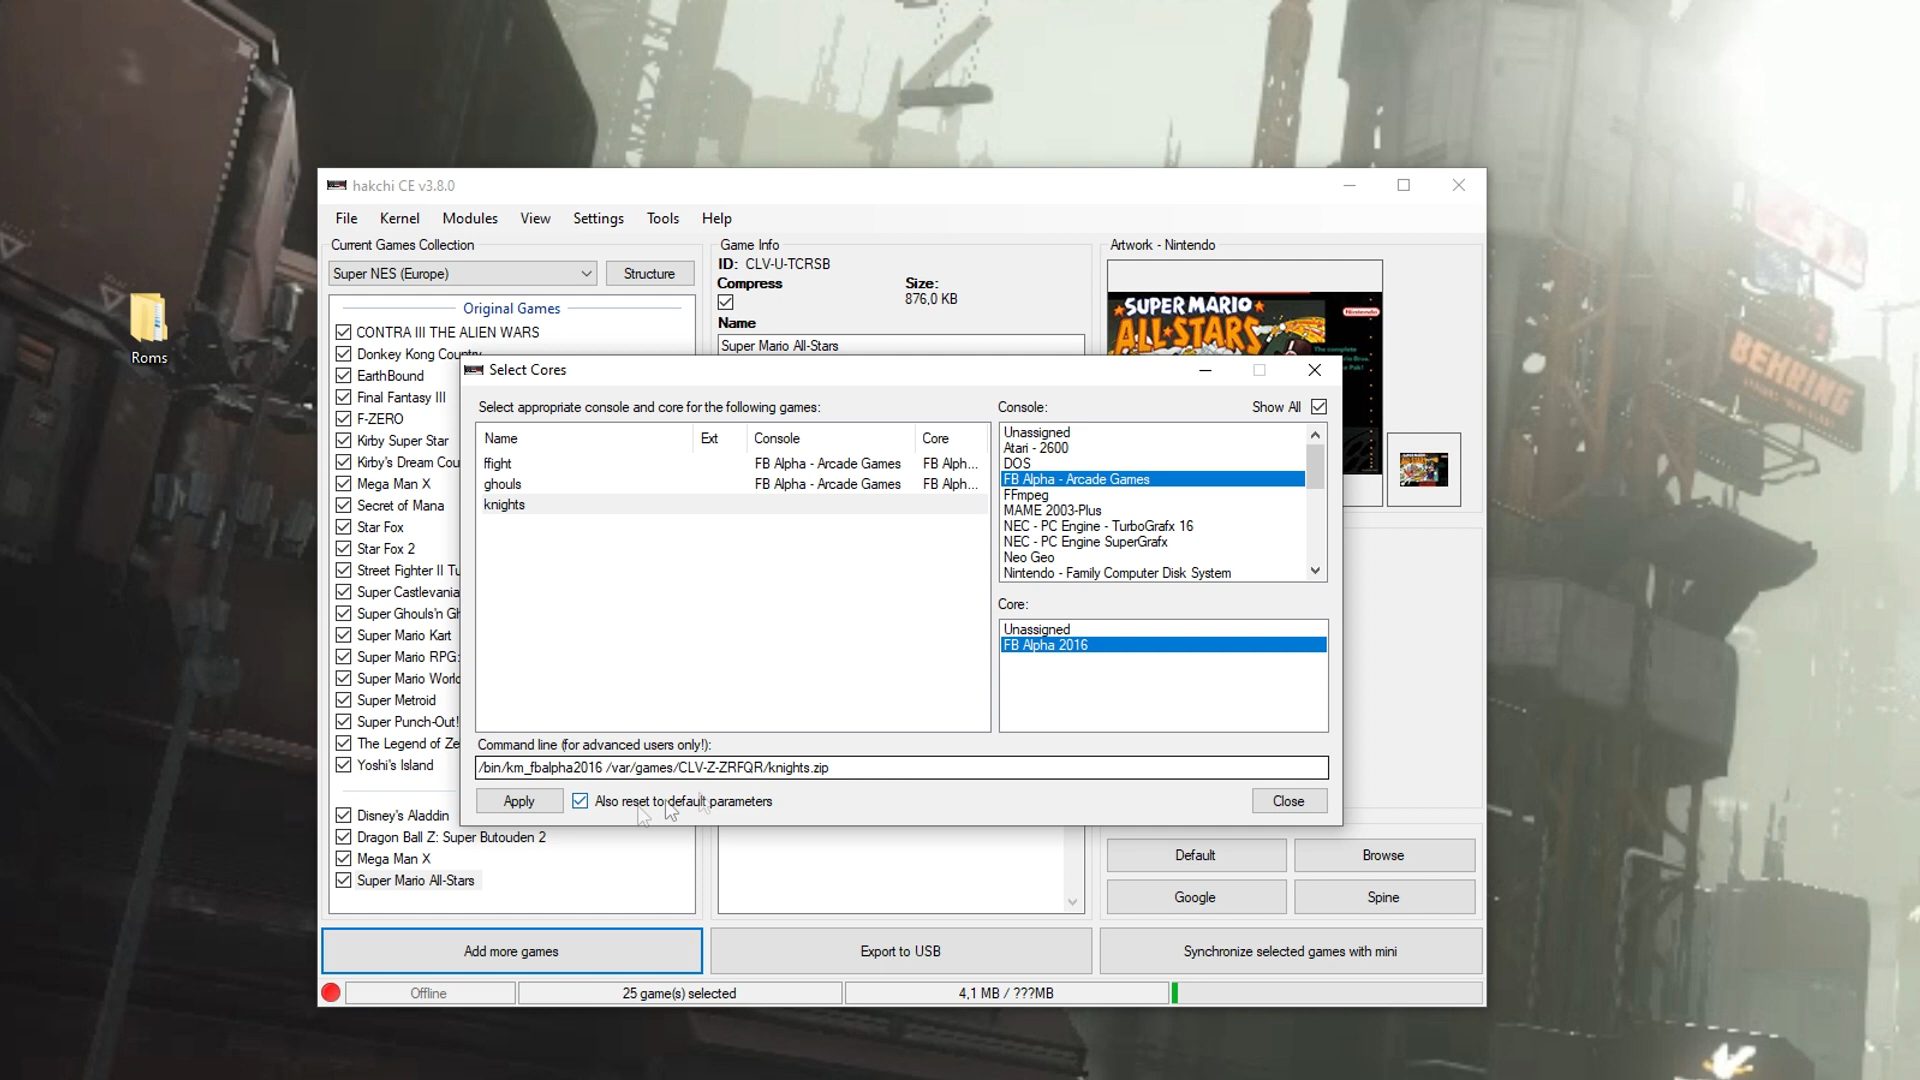 Roms
hakchi CE v3.8.0
File Kernel Modules View Settings Tools Help
Current Games Collection
Super NES (Europe)
Structure
Original Games
CONTRA III THE ALIEN WARS
Donkey Kong Country
EarthBound
Final Fantasy III
F-ZERO
Kirby Super Star
Kirby's Dream Cou
Mega Man X
Secret of Mana
Star Fox
Star Fox 2
Street Fighter II Tu
Super Castlevania
Super Ghouls'n Gh
Super Mario Kart
Super Mario RPG:
Super Mario World
Super Metroid
Super Punch-Out!
The Legend of Ze
Yoshi's Island
Disney's Aladdin
Dragon Ball Z: Super Butouden 2
Mega Man X
Super Mario All-Stars
Game Info
ID: CLV-U-TCRSB
Compress
Size:
876,0 KB
Name
Super Mario All-Stars
Artwork - Nintendo
SUPER MARIO
ALL-STARS
Nintendo
The complete
Select Cores
Select appropriate console and core for the following games:
Name Ext Console Core
ffight FB Alpha - Arcade Games FB Alph...
ghouls FB Alpha - Arcade Games FB Alph...
knights
Console:
Show All
Unassigned
Atari - 2600
DOS
FB Alpha - Arcade Games
FFmpeg
MAME 2003-Plus
NEC - PC Engine - TurboGrafx 16
NEC - PC Engine SuperGrafx
Neo Geo
Nintendo - Family Computer Disk System
Core:
Unassigned
FB Alpha 2016
Command line (for advanced users only!):
/bin/km_fbalpha2016 /var/games/CLV-Z-ZRFQR/knights.zip
Apply
Also reset to default parameters
Close
Default
Browse
Google
Spine
Add more games
Export to USB
Synchronize selected games with mini
Offline
25 game(s) selected
4,1 MB / ???MB
BEHRING